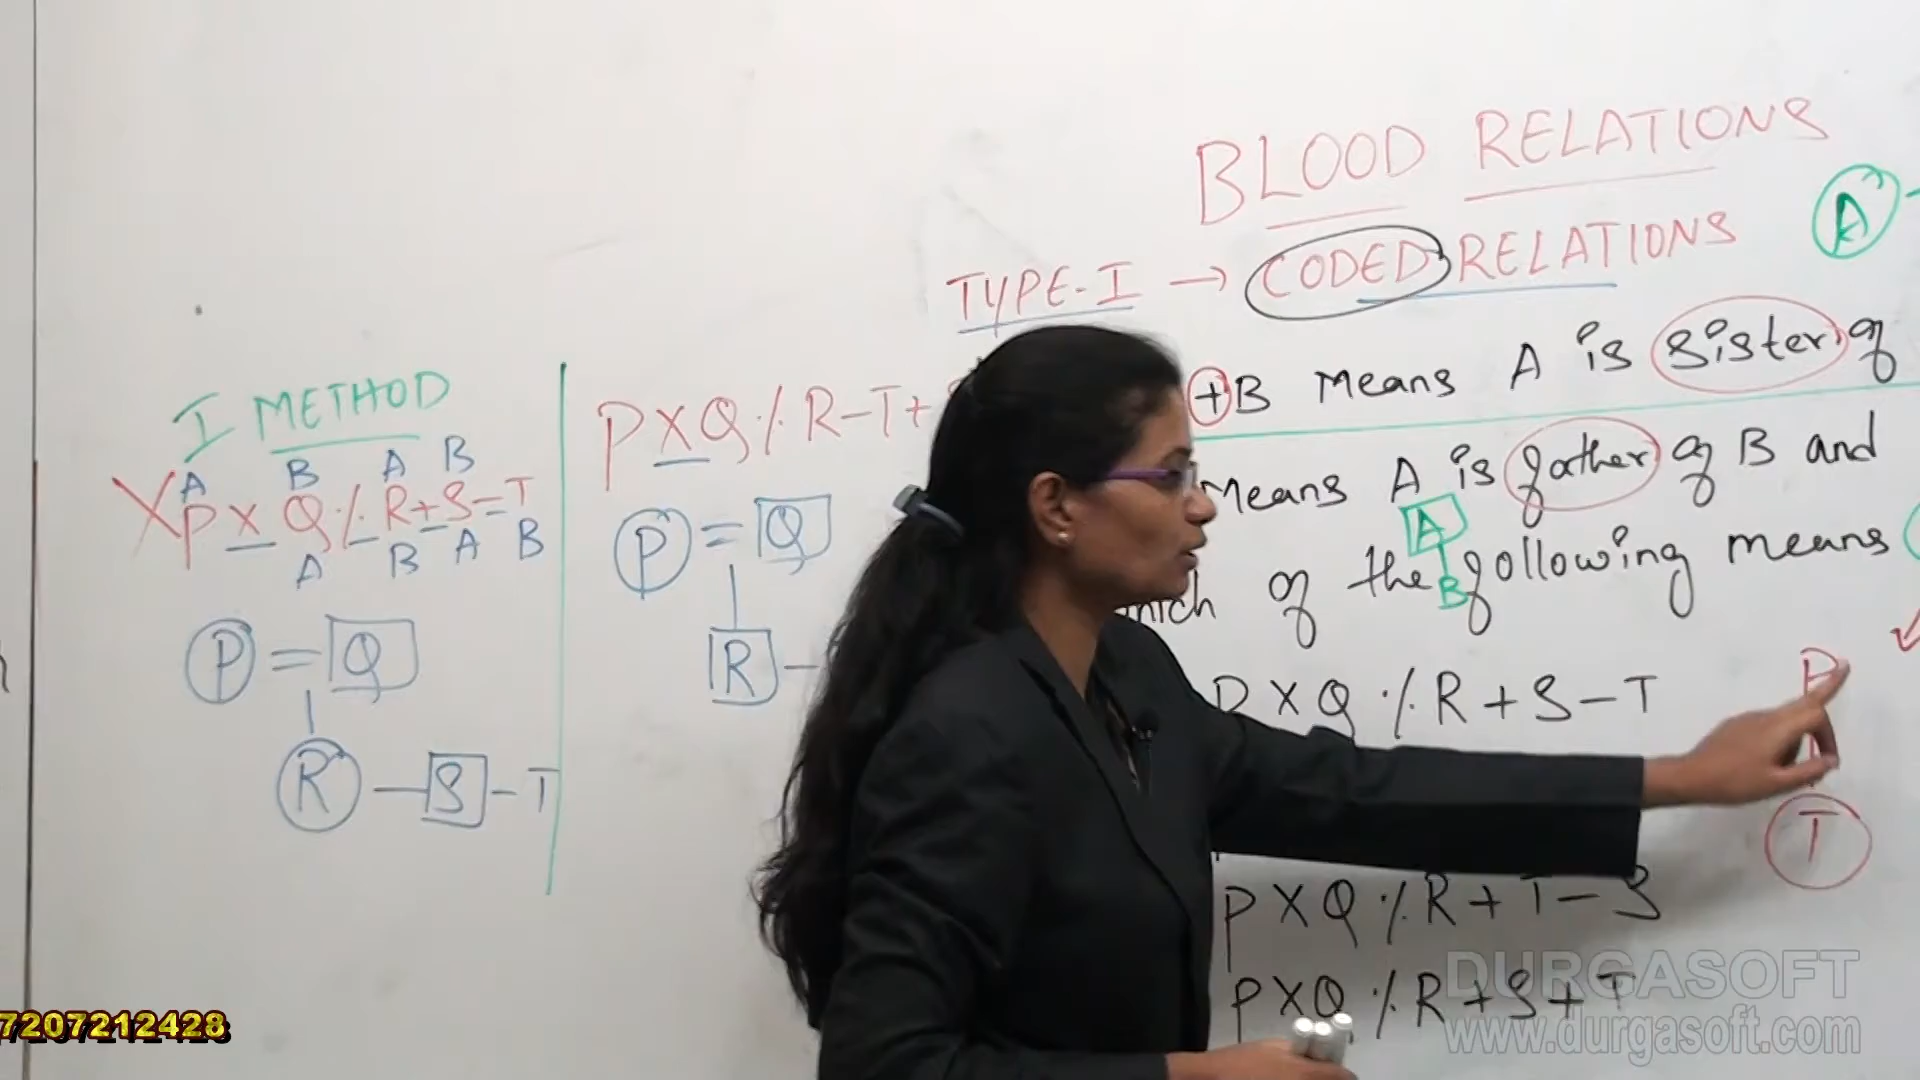 BLOOD RELATIONS
TYPE-I → CODED RELATIONS
A
+B Means A is sister of
Means A is father of B and
A
B
of the following means
P X Q ٪ R + S - T
P X Q ٪ R + T - S
P X Q ٪ R + S + T
P
T
I METHOD
A B A B
P X Q ٪ R + S - T
A B A B
P = Q
R - S - T
P X Q ٪ R - T +
P = Q
R -
7207212428
DURGASOFT
www.durgasoft.com